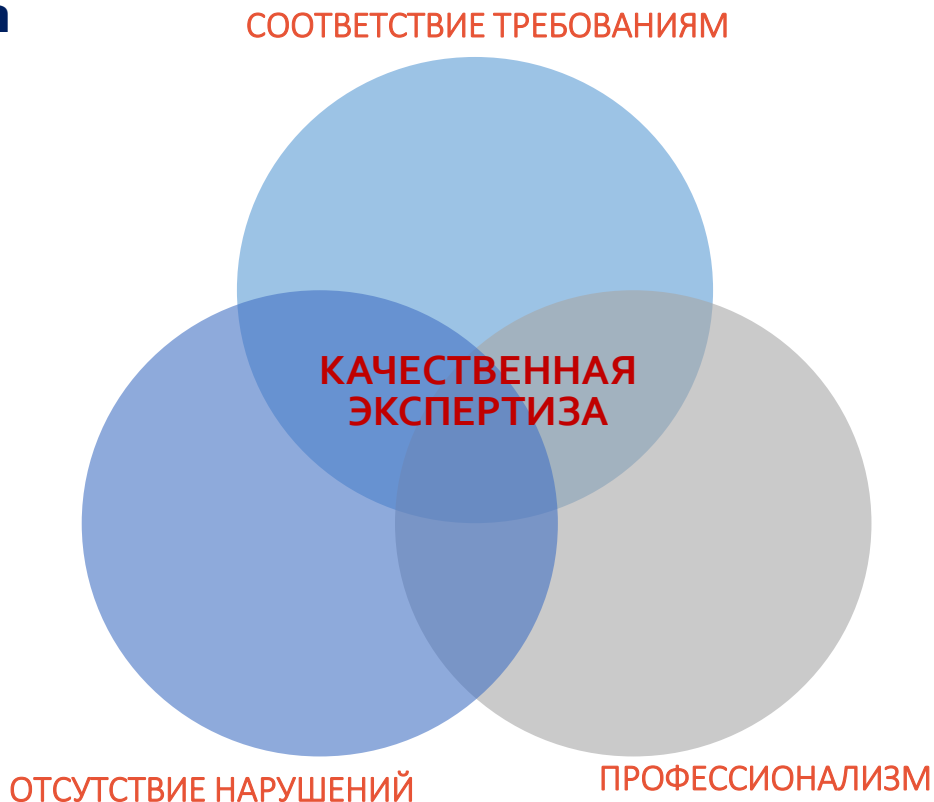 СООТВЕТСТВИЕ ТРЕБОВАНИЯМ
КАЧЕСТВЕННАЯ
ЭКСПЕРТИЗА
ОТСУТСТВИЕ НАРУШЕНИЙ
ПРОФЕССИОНАЛИЗМ